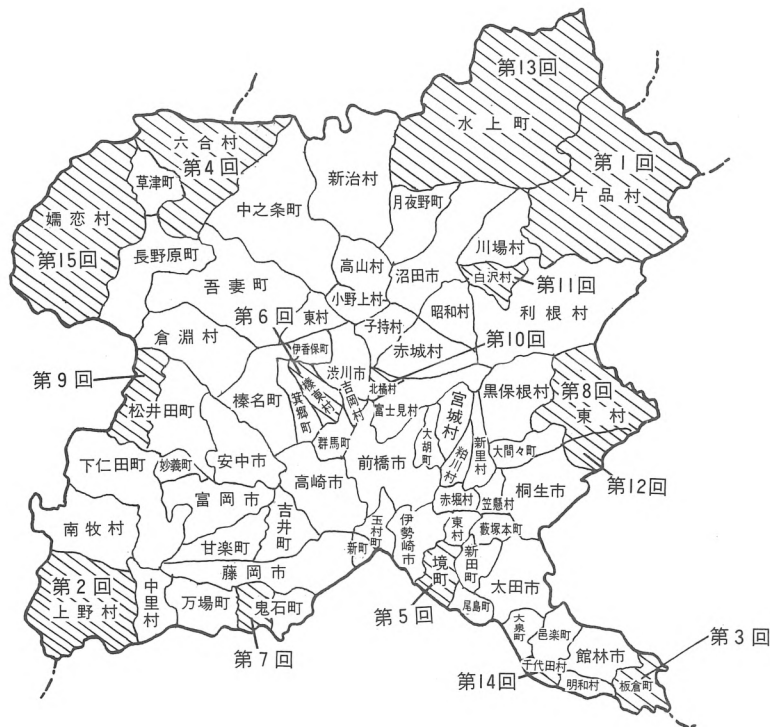 第13回
水上町
六合村
第4回
草津町
第1回
片品村
新治村
中之条町
月夜野町
嬬恋村
第15回
長野原町
川場村
高山村
沼田市
白沢村
第11回
吾妻町
小野上村
利根村
昭和村
第6回
東村
子持村
倉淵村
伊香保町
赤城村
第10回
渋川市
第9回
榛名町
箕郷町
榛東村
吉岡村
北橘村
富士見村
宮城村
黒保根村
第8回
東村
松井田町
群馬町
大胡町
粕川村
新里村
大間々町
下仁田町
妙義町
安中市
前橋市
高崎市
第12回
富岡市
桐生市
赤堀村
笠懸村
南牧村
吉井町
玉村町
伊勢崎市
東村
藪塚本町
甘楽町
新町
境町
新田町
藤岡市
太田市
第2回
上野村
中里村
万場町
鬼石町
尾島町
第5回
大泉町
邑楽町
館林市
第3回
第7回
千代田村
第14回
明和村
板倉町